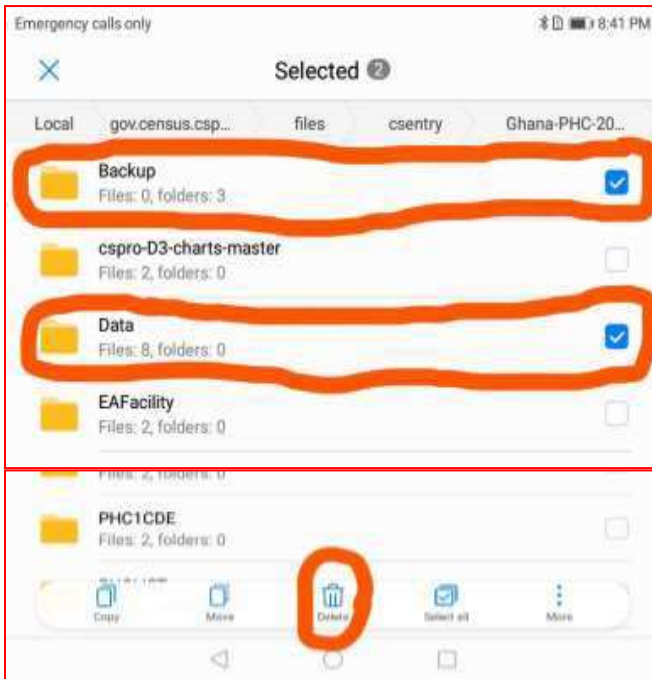 Emergency calls only 8:41 PM
Selected 2
Local gov.census.csp... files csentry Ghana-PHC-20...
Backup
Files: 0, folders: 3
cspro-D3-charts-master
Files: 2, folders: 0
Data
Files: 8, folders: 0
EAFacility
Files: 2, folders: 0
Files: 2, folders: 0
PHC1CDE
Files: 2, folders: 0
Copy Move Delete Select all More